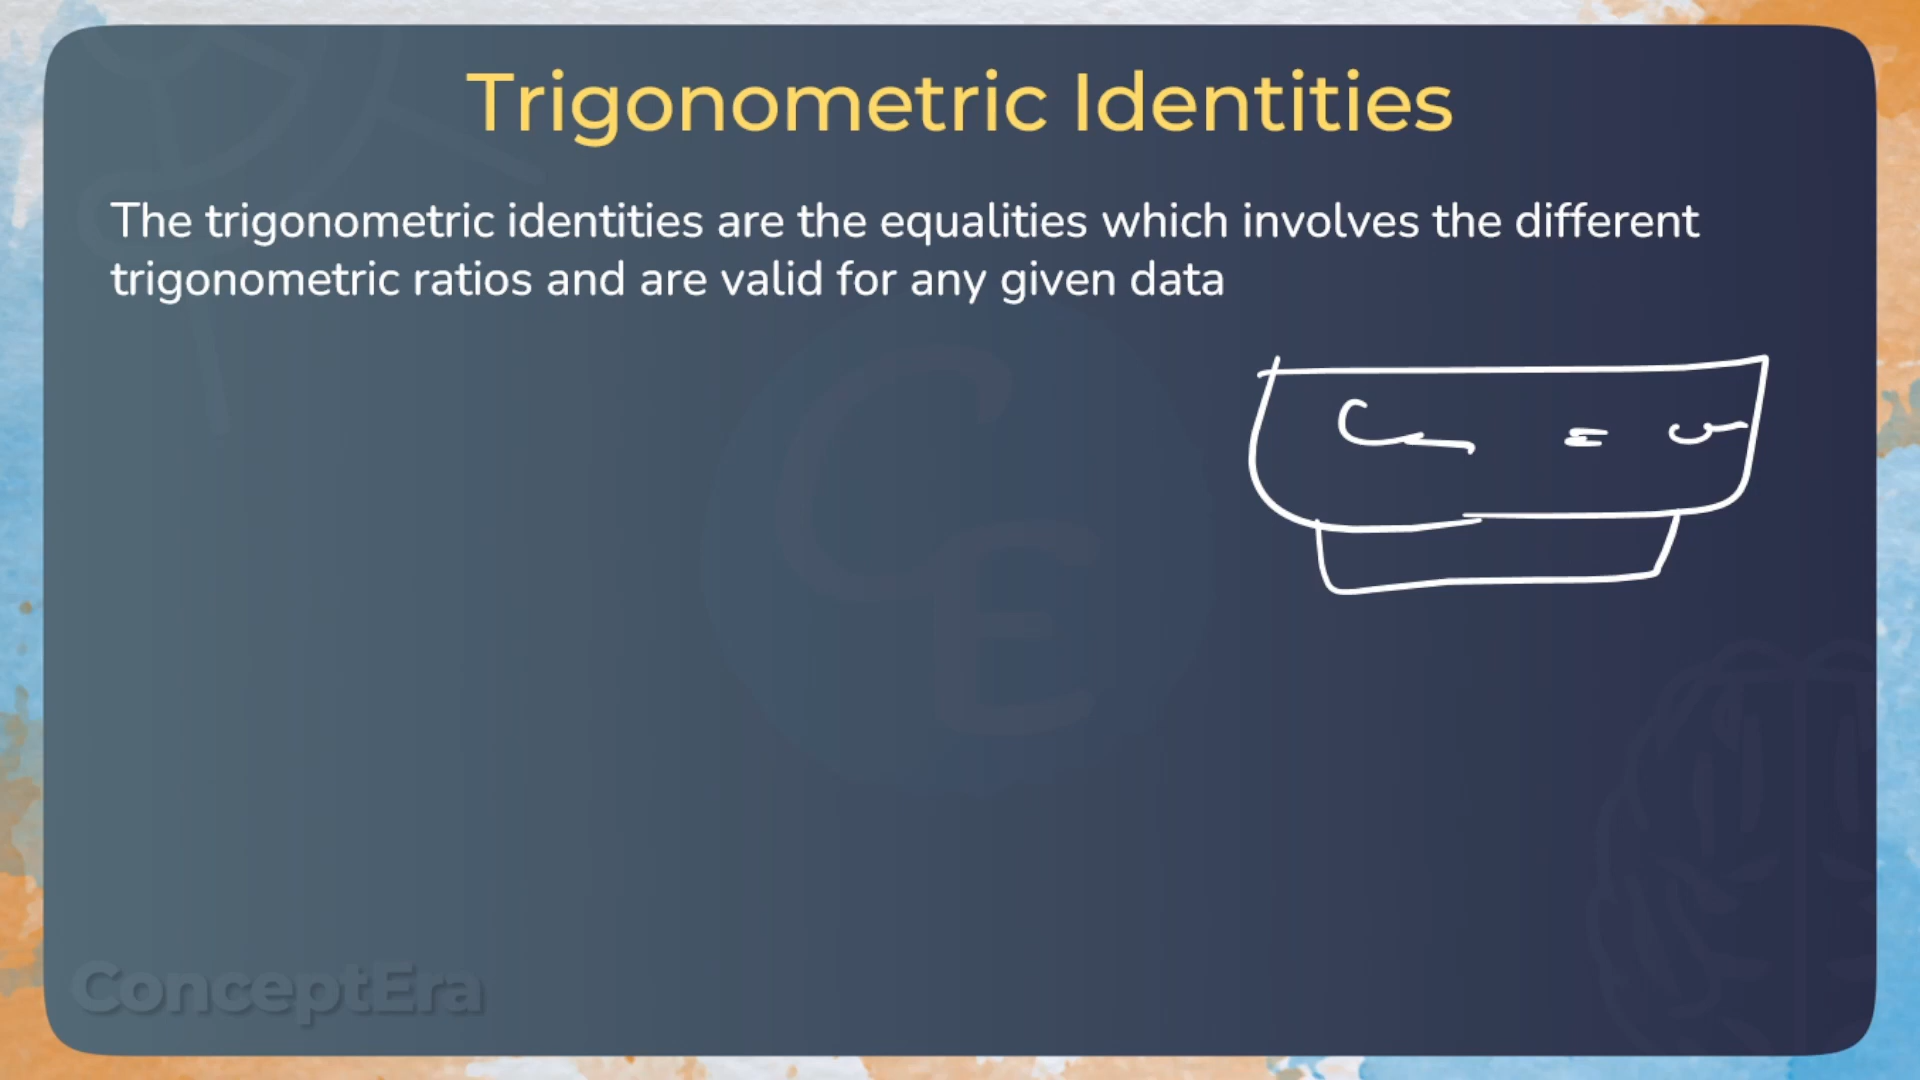 Trigonometric Identities
The trigonometric identities are the equalities which involves the different
trigonometric ratios and are valid for any given data
=
CE
ConceptEra